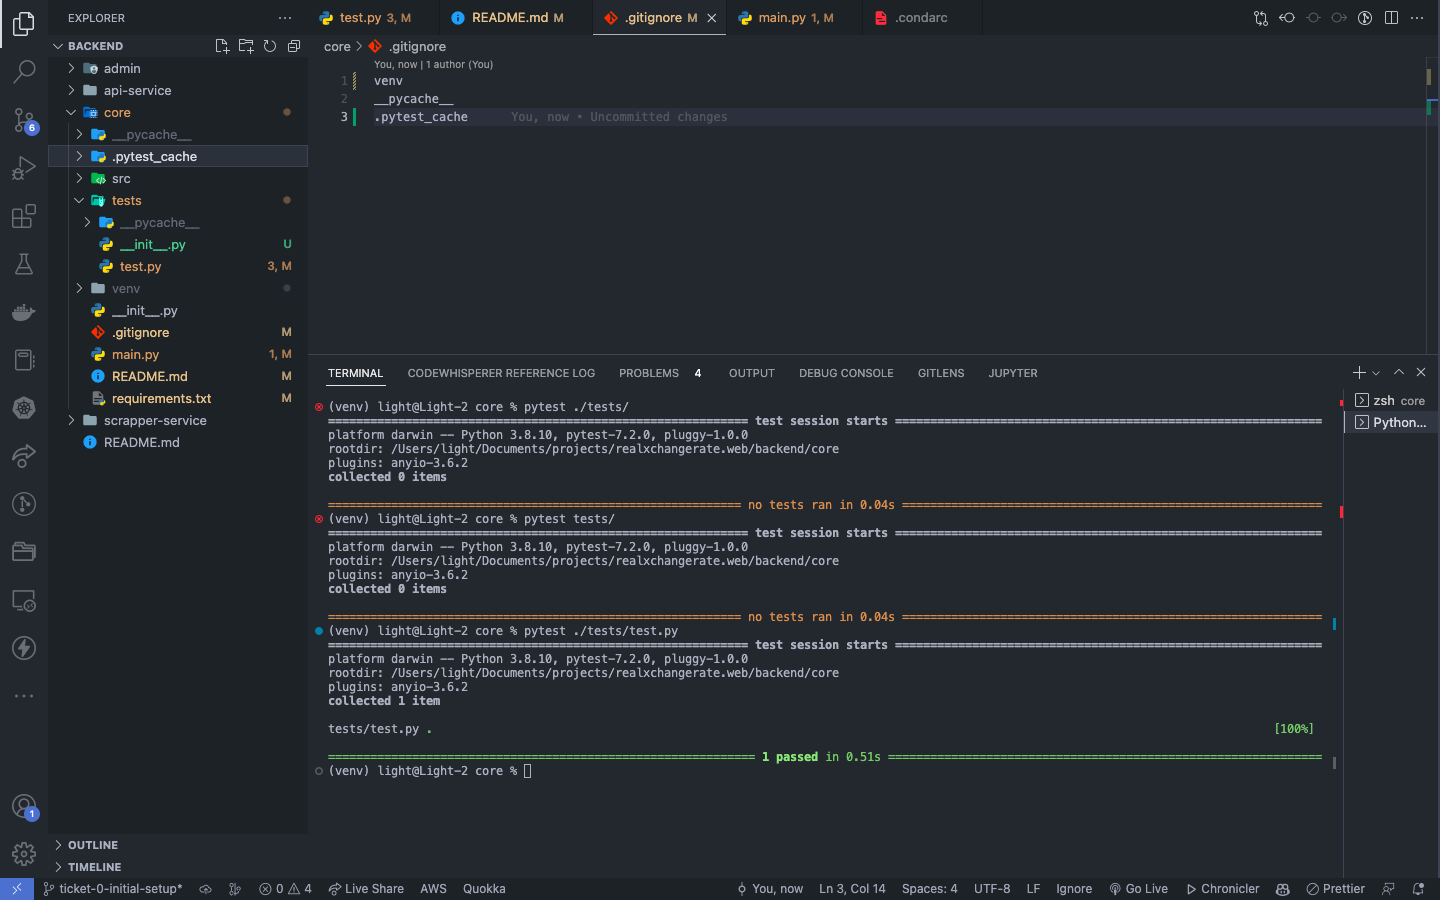 EXPLORER
test.py 3, M
README.md M
.gitignore M
main.py 1, M
.condarc
BACKEND
admin
api-service
core
__pycache__
.pytest_cache
src
tests
__pycache__
__init__.py U
test.py 3, M
venv
__init__.py
.gitignore M
main.py 1, M
README.md M
requirements.txt M
scrapper-service
README.md
OUTLINE
TIMELINE
6
1
core > .gitignore
You, now | 1 author (You)
1 venv
2 __pycache__
3 .pytest_cache You, now • Uncommitted changes
TERMINAL CODEWHISPERER REFERENCE LOG PROBLEMS 4 OUTPUT DEBUG CONSOLE GITLENS JUPYTER
zsh core
Python...
(venv) light@Light-2 core % pytest ./tests/
============================================================ test session starts =============================================================
platform darwin -- Python 3.8.10, pytest-7.2.0, pluggy-1.0.0
rootdir: /Users/light/Documents/projects/realxchangerate.web/backend/core
plugins: anyio-3.6.2
collected 0 items
=========================================================== no tests ran in 0.04s ============================================================
(venv) light@Light-2 core % pytest tests/
============================================================ test session starts =============================================================
platform darwin -- Python 3.8.10, pytest-7.2.0, pluggy-1.0.0
rootdir: /Users/light/Documents/projects/realxchangerate.web/backend/core
plugins: anyio-3.6.2
collected 0 items
=========================================================== no tests ran in 0.04s ============================================================
(venv) light@Light-2 core % pytest ./tests/test.py
============================================================ test session starts =============================================================
platform darwin -- Python 3.8.10, pytest-7.2.0, pluggy-1.0.0
rootdir: /Users/light/Documents/projects/realxchangerate.web/backend/core
plugins: anyio-3.6.2
collected 1 item
tests/test.py . [100%]
============================================================= 1 passed in 0.51s ==============================================================
(venv) light@Light-2 core %
ticket-0-initial-setup* 0 4 Live Share AWS Quokka You, now Ln 3, Col 14 Spaces: 4 UTF-8 LF Ignore Go Live Chronicler Prettier